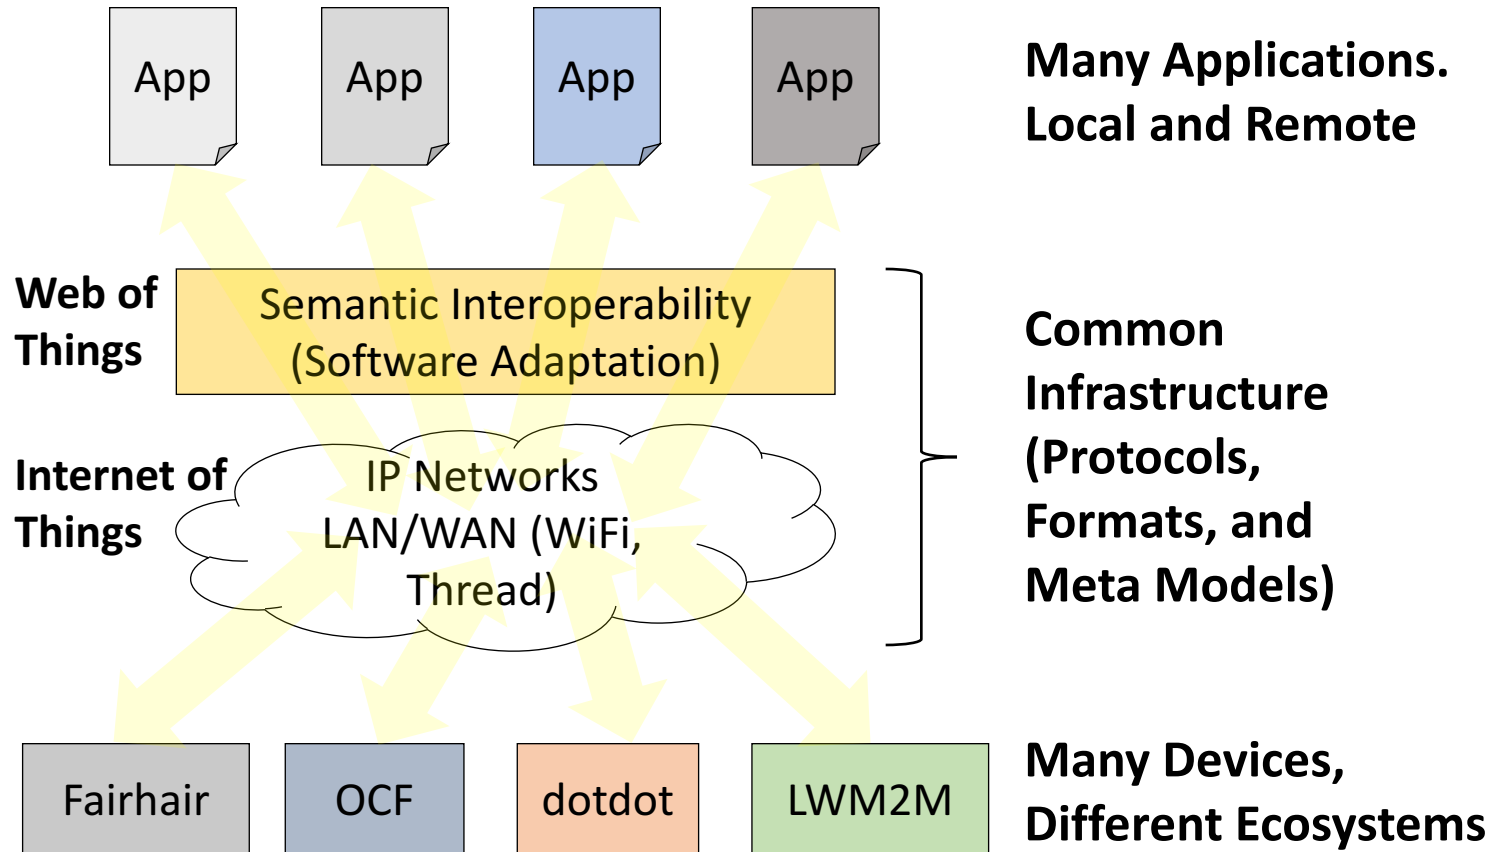 App
App
App
App
Many Applications.
Local and Remote
Web of
Things
Semantic Interoperability
(Software Adaptation)
Common
Infrastructure
(Protocols,
Formats, and
Meta Models)
Internet of
Things
IP Networks
LAN/WAN (WiFi,
Thread)
Fairhair
OCF
dotdot
LWM2M
Many Devices,
Different Ecosystems